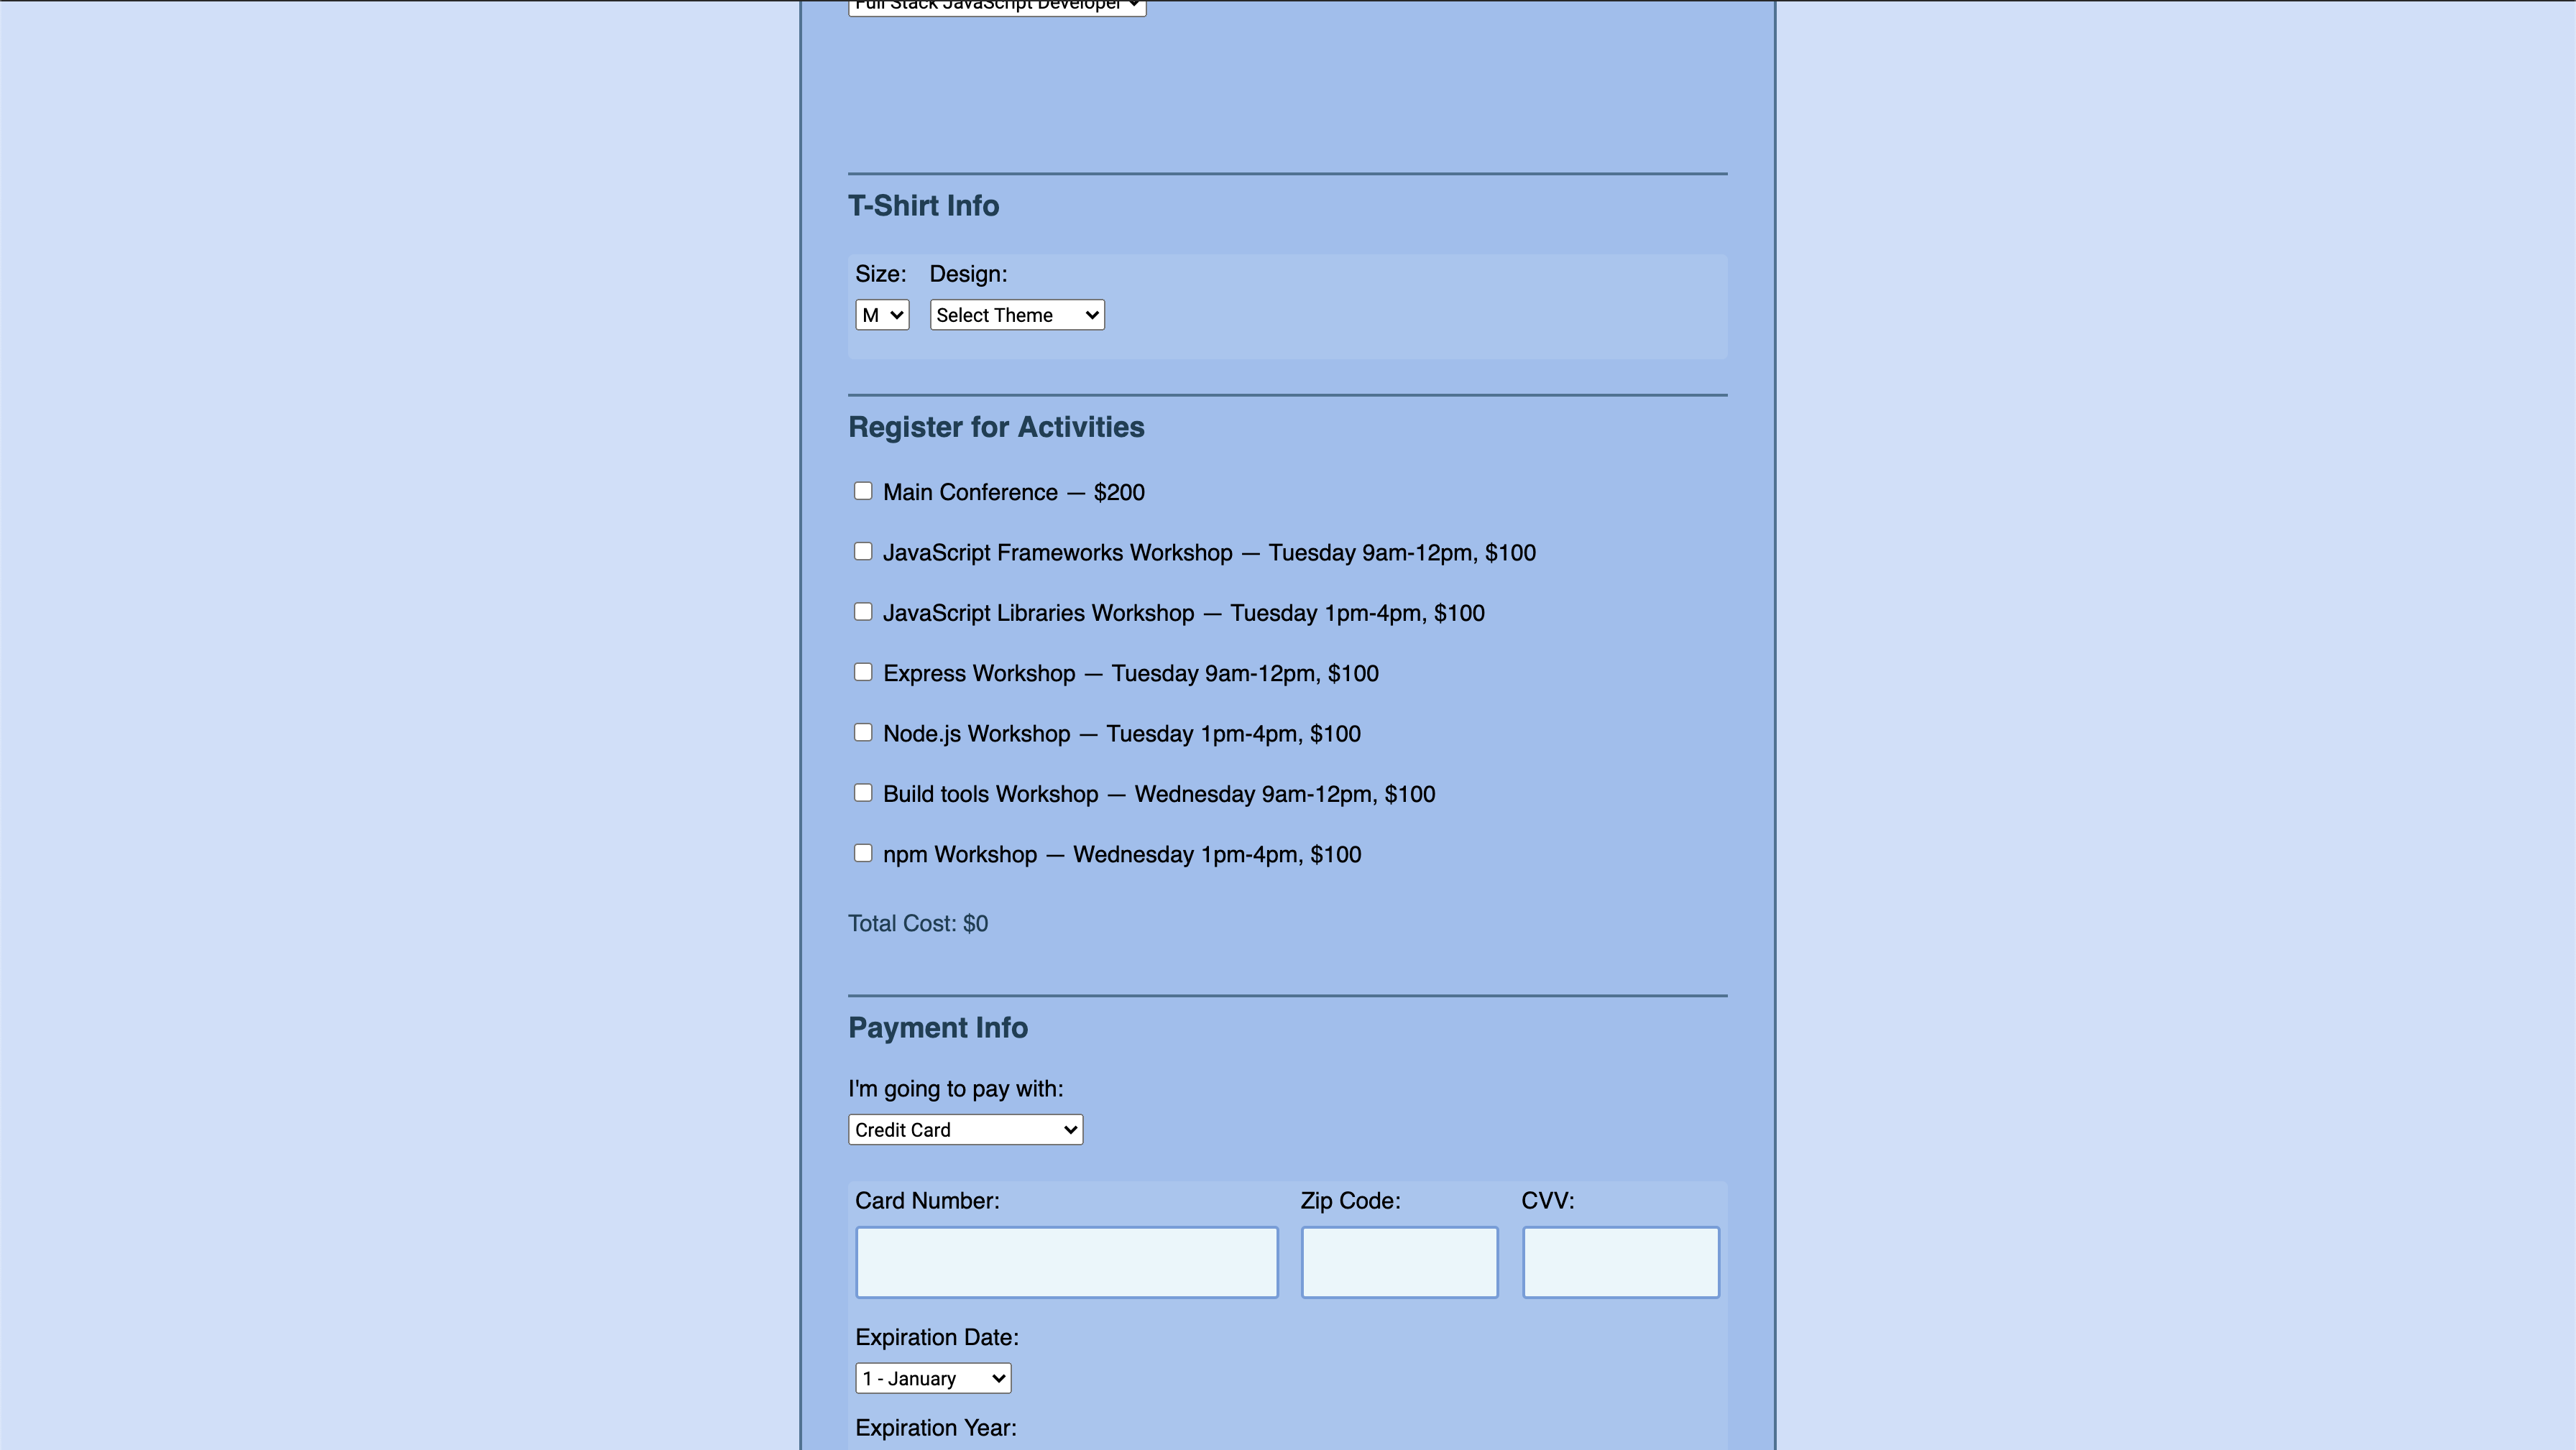 Full Stack JavaScript Developer
T-Shirt Info
Size: Design:
M Select Theme
Register for Activities
Main Conference — $200
JavaScript Frameworks Workshop — Tuesday 9am-12pm, $100
JavaScript Libraries Workshop — Tuesday 1pm-4pm, $100
Express Workshop — Tuesday 9am-12pm, $100
Node.js Workshop — Tuesday 1pm-4pm, $100
Build tools Workshop — Wednesday 9am-12pm, $100
npm Workshop — Wednesday 1pm-4pm, $100
Total Cost: $0
Payment Info
I'm going to pay with:
Credit Card
Card Number: Zip Code: CVV:
Expiration Date:
1 - January
Expiration Year: